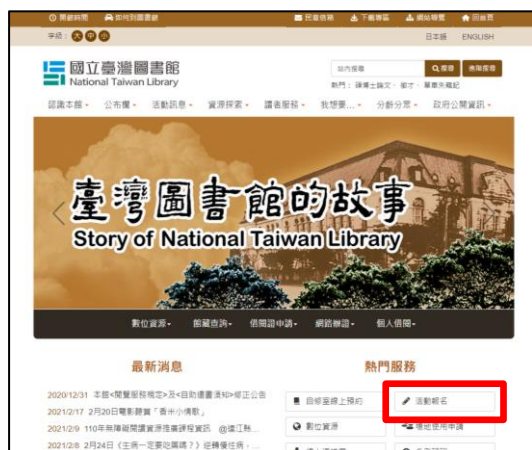 開館時間 如何到圖書館 民意信箱 下載專區 網站導覽 回首頁
字級： 大 中 小 日本語 ENGLISH
國立臺灣圖書館
National Taiwan Library
站內搜尋 搜尋 進階搜尋
熱門：
認識本館 公布欄 活動訊息 資源探索 讀者服務 我想要... 分齡分眾 政府公開資訊
臺灣圖書館的故事
Story of National Taiwan Library
數位資源 館藏查詢 借閱證申請 網路辦證 個人借閱
最新消息
熱門服務
2020/12/31 本館<閱覽服務規定>及<自助還書須知>修正公告
2021/2/17 2月20日電影聽賞「香米小情歌」
2021/2/9 110年無障礙閱讀資源推廣課程資訊
2021/2/8 2月24日《生病一定要吃藥嗎？》逆轉慢性病，...
自修室線上預約
活動報名
數位資源
場地使用申請